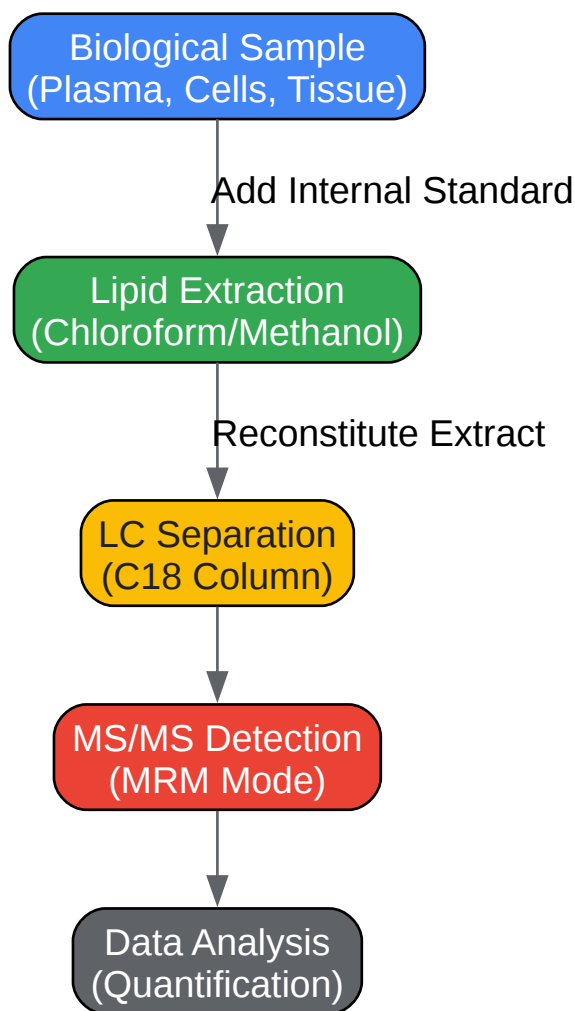 Biological Sample
(Plasma, Cells, Tissue)
Add Internal Standard
Lipid Extraction
(Chloroform/Methanol)
Reconstitute Extract
LC Separation
(C18 Column)
MS/MS Detection
(MRM Mode)
Data Analysis
(Quantification)